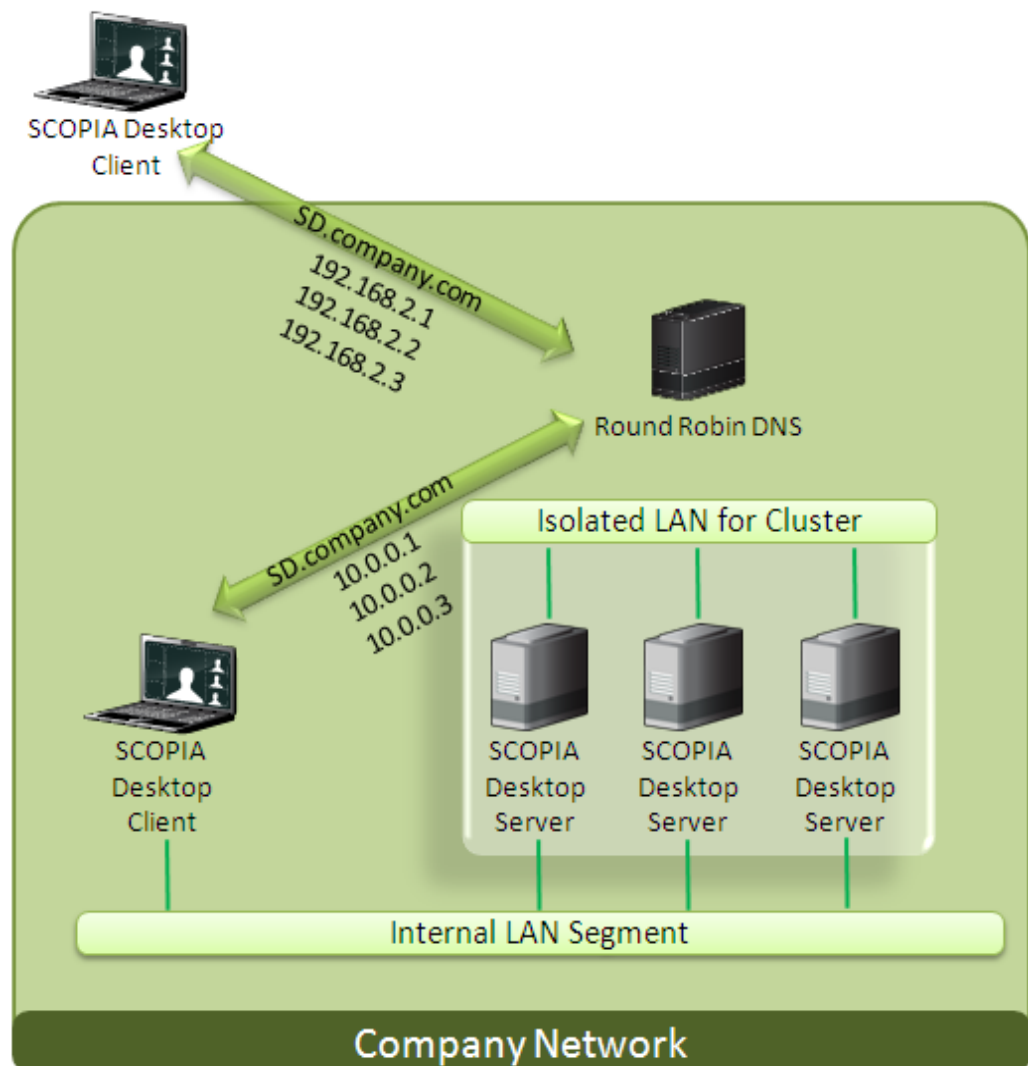 SCOPIA Desktop
Client
SD.company.com
192.168.2.1
192.168.2.2
192.168.2.3
Round Robin DNS
SD.company.com
10.0.0.1
10.0.0.2
10.0.0.3
Isolated LAN for Cluster
SCOPIA
Desktop
Client
SCOPIA
Desktop
Server
SCOPIA
Desktop
Server
SCOPIA
Desktop
Server
Internal LAN Segment
Company Network